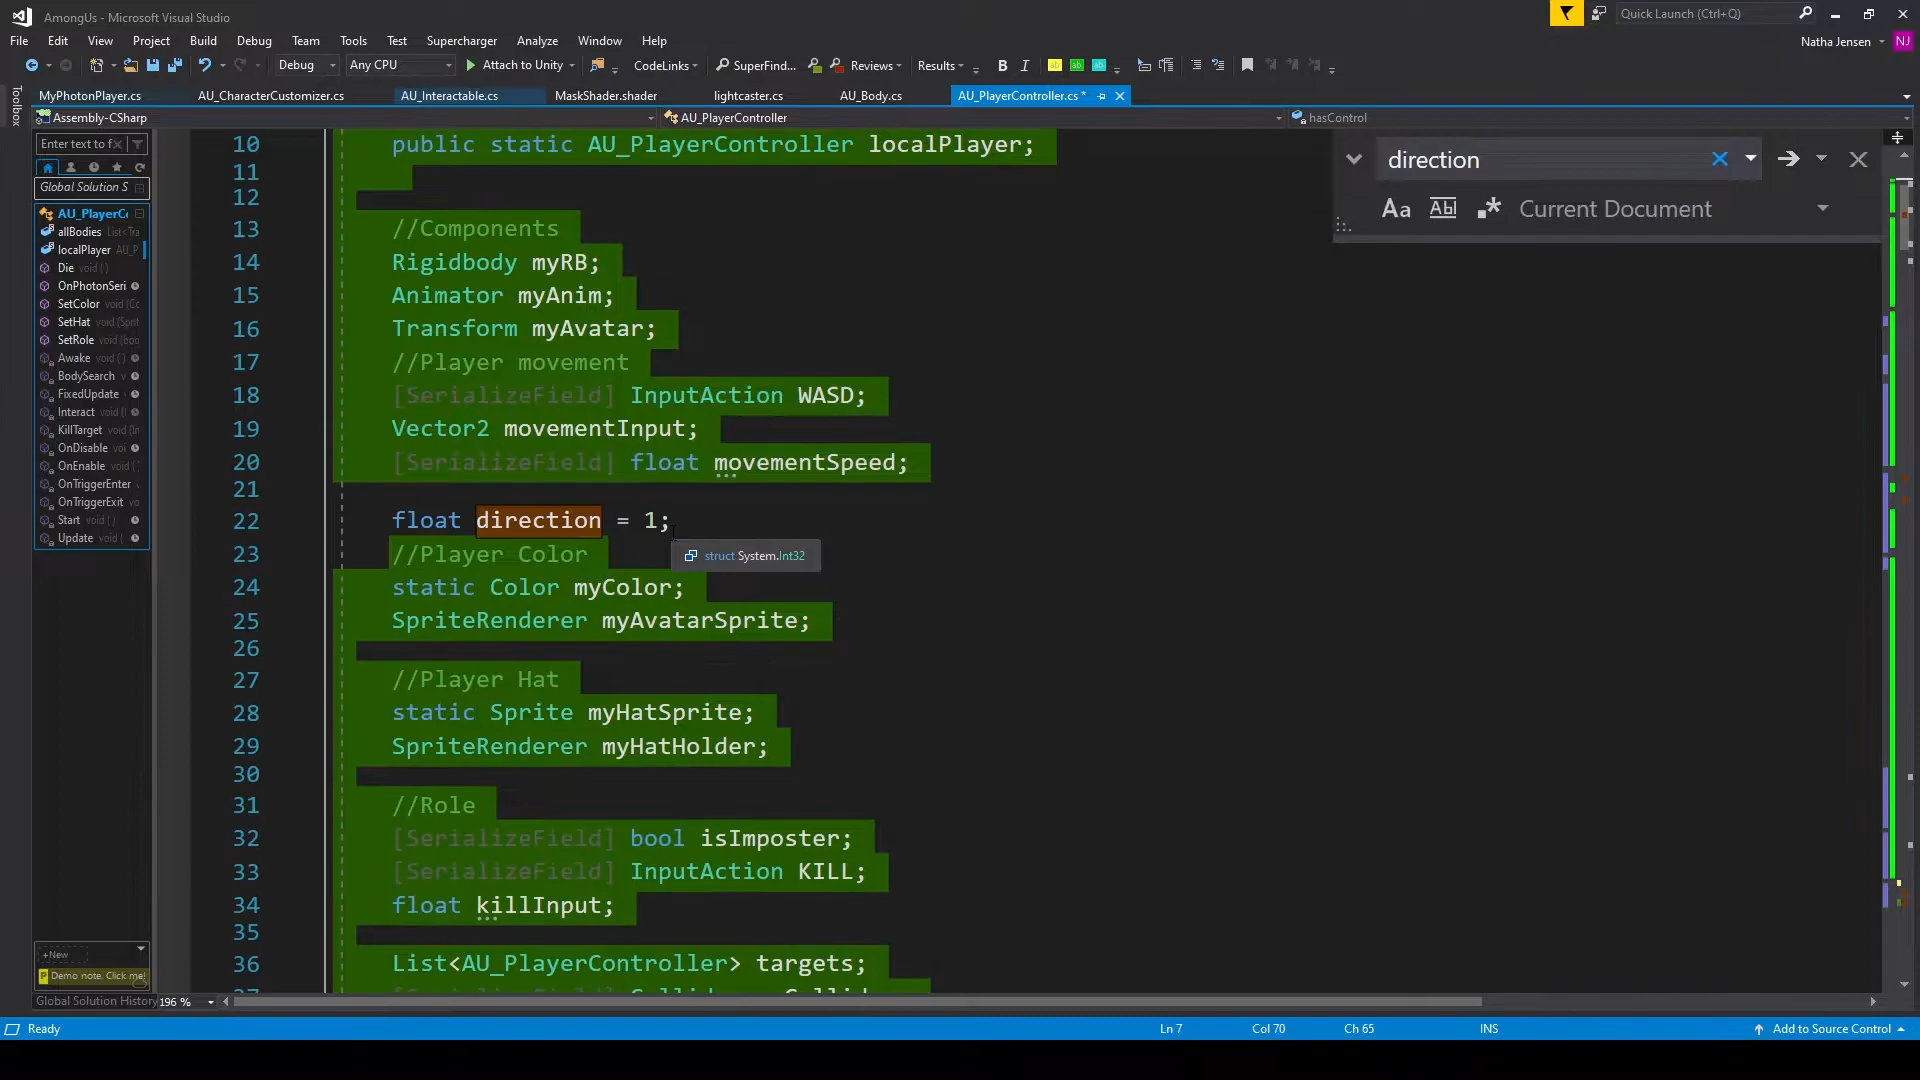 AmongUs - Microsoft Visual Studio
Quick Launch (Ctrl+Q)
File Edit View Project Build Debug Team Tools Test Supercharger Analyze Window Help
Natha Jensen NJ
Debug Any CPU Attach to Unity CodeLinks SuperFind... Reviews Results B I
MyPhotonPlayer.cs AU_CharacterCustomizer.cs AU_Interactable.cs MaskShader.shader lightcaster.cs AU_Body.cs AU_PlayerController.cs*
Toolbox
Assembly-CSharp AU_PlayerController hasControl
Enter text to f
Global Solution S
AU_PlayerCo
allBodies List<Tra
localPlayer AU_P
Die void ( )
OnPhotonSeri
SetColor void (Co
SetHat void (Sprit
SetRole void (boo
Awake void ( )
BodySearch v
FixedUpdate
Interact void (I
KillTarget void (In
OnDisable voi
OnEnable void (
OnTriggerEnter
OnTriggerExit
Start void ( )
Update void ( )
direction
Aa Ab| .* Current Document
10 public static AU_PlayerController localPlayer;
11
12
13 //Components
14 Rigidbody myRB;
15 Animator myAnim;
16 Transform myAvatar;
17 //Player movement
18 [SerializeField] InputAction WASD;
19 Vector2 movementInput;
20 [SerializeField] float movementSpeed;
21
22 float direction = 1;
23 //Player Color
struct System.Int32
24 static Color myColor;
25 SpriteRenderer myAvatarSprite;
26
27 //Player Hat
28 static Sprite myHatSprite;
29 SpriteRenderer myHatHolder;
30
31 //Role
32 [SerializeField] bool isImposter;
33 [SerializeField] InputAction KILL;
34 float killInput;
35
36 List<AU_PlayerController> targets;
+New
Demo note. Click me!
Global Solution History 196 %
Ready Ln 7 Col 70 Ch 65 INS Add to Source Control